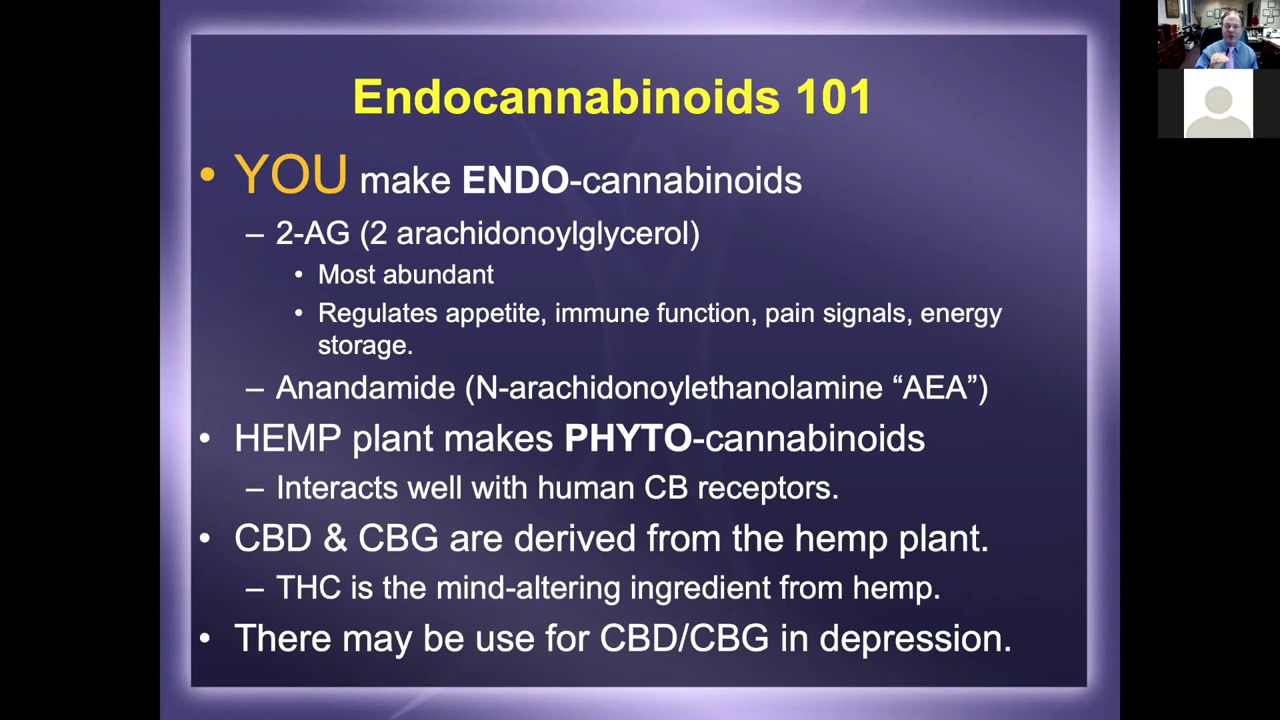 Endocannabinoids 101
• YOU make ENDO-cannabinoids
– 2-AG (2 arachidonoylglycerol)
• Most abundant
• Regulates appetite, immune function, pain signals, energy
storage.
– Anandamide (N-arachidonoylethanolamine “AEA”)
• HEMP plant makes PHYTO-cannabinoids
– Interacts well with human CB receptors.
• CBD & CBG are derived from the hemp plant.
– THC is the mind-altering ingredient from hemp.
• There may be use for CBD/CBG in depression.